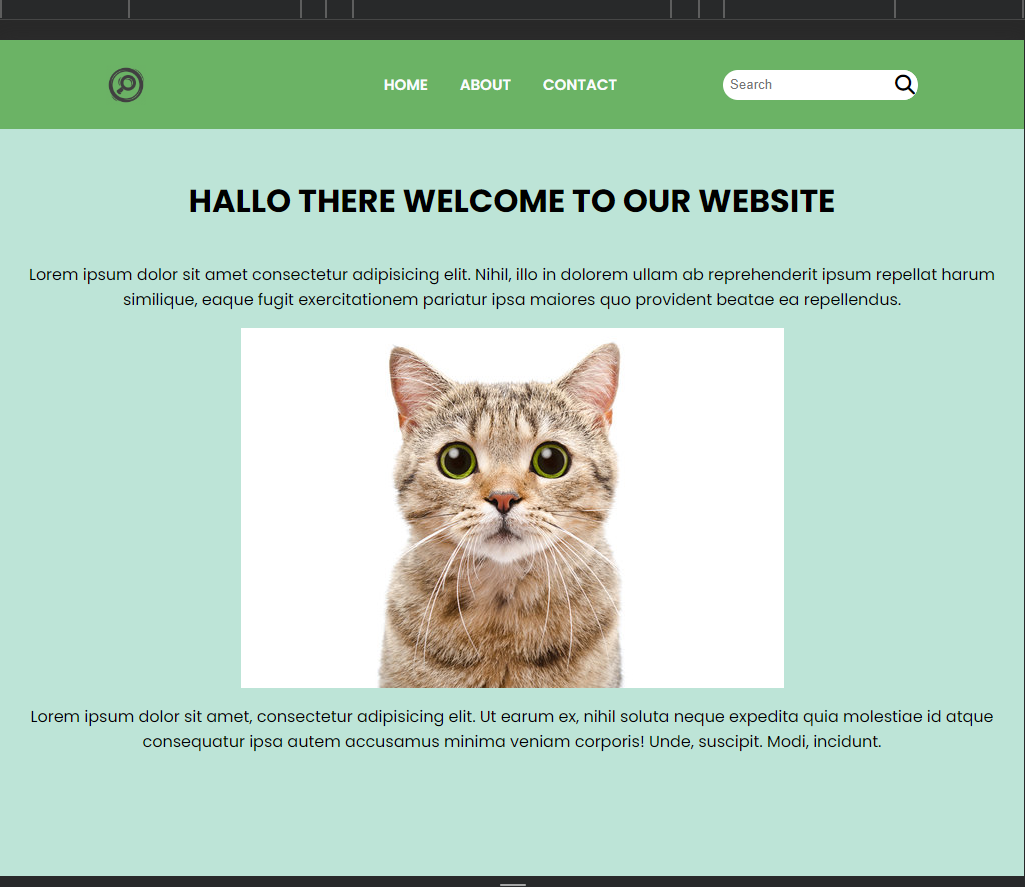 HOME ABOUT CONTACT Search
HALLO THERE WELCOME TO OUR WEBSITE
Lorem ipsum dolor sit amet consectetur adipisicing elit. Nihil, illo in dolorem ullam ab reprehenderit ipsum repellat harum
similique, eaque fugit exercitationem pariatur ipsa maiores quo provident beatae ea repellendus.
Lorem ipsum dolor sit amet, consectetur adipisicing elit. Ut earum ex, nihil soluta neque expedita quia molestiae id atque
consequatur ipsa autem accusamus minima veniam corporis! Unde, suscipit. Modi, incidunt.